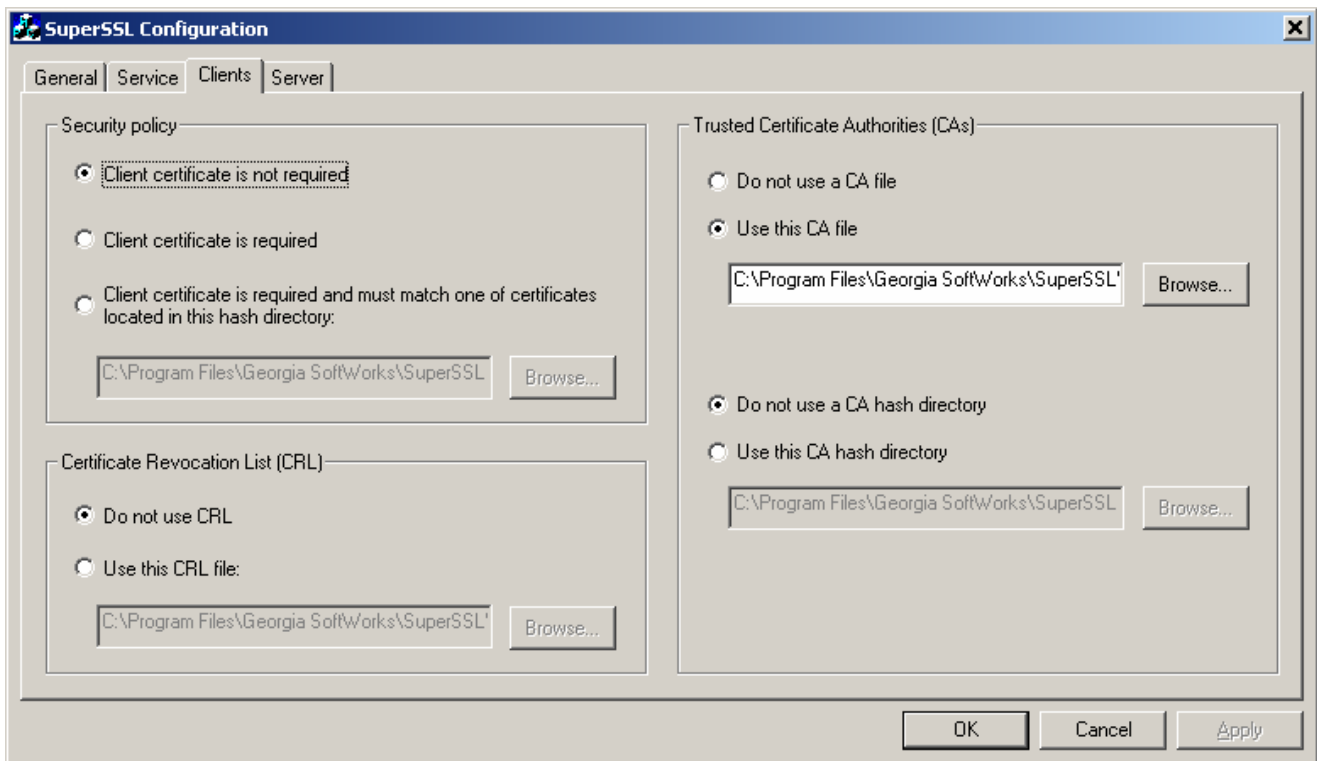 SuperSSL Configuration
General Service Clients Server
Security policy
Client certificate is not required
Client certificate is required
Client certificate is required and must match one of certificates
located in this hash directory:
C:\Program Files\Georgia SoftWorks\SuperSSL
Browse...
Certificate Revocation List (CRL)
Do not use CRL
Use this CRL file:
C:\Program Files\Georgia SoftWorks\SuperSSL'
Browse...
Trusted Certificate Authorities (CAs)
Do not use a CA file
Use this CA file
C:\Program Files\Georgia SoftWorks\SuperSSL'
Browse...
Do not use a CA hash directory
Use this CA hash directory
C:\Program Files\Georgia SoftWorks\SuperSSL
Browse...
OK Cancel Apply